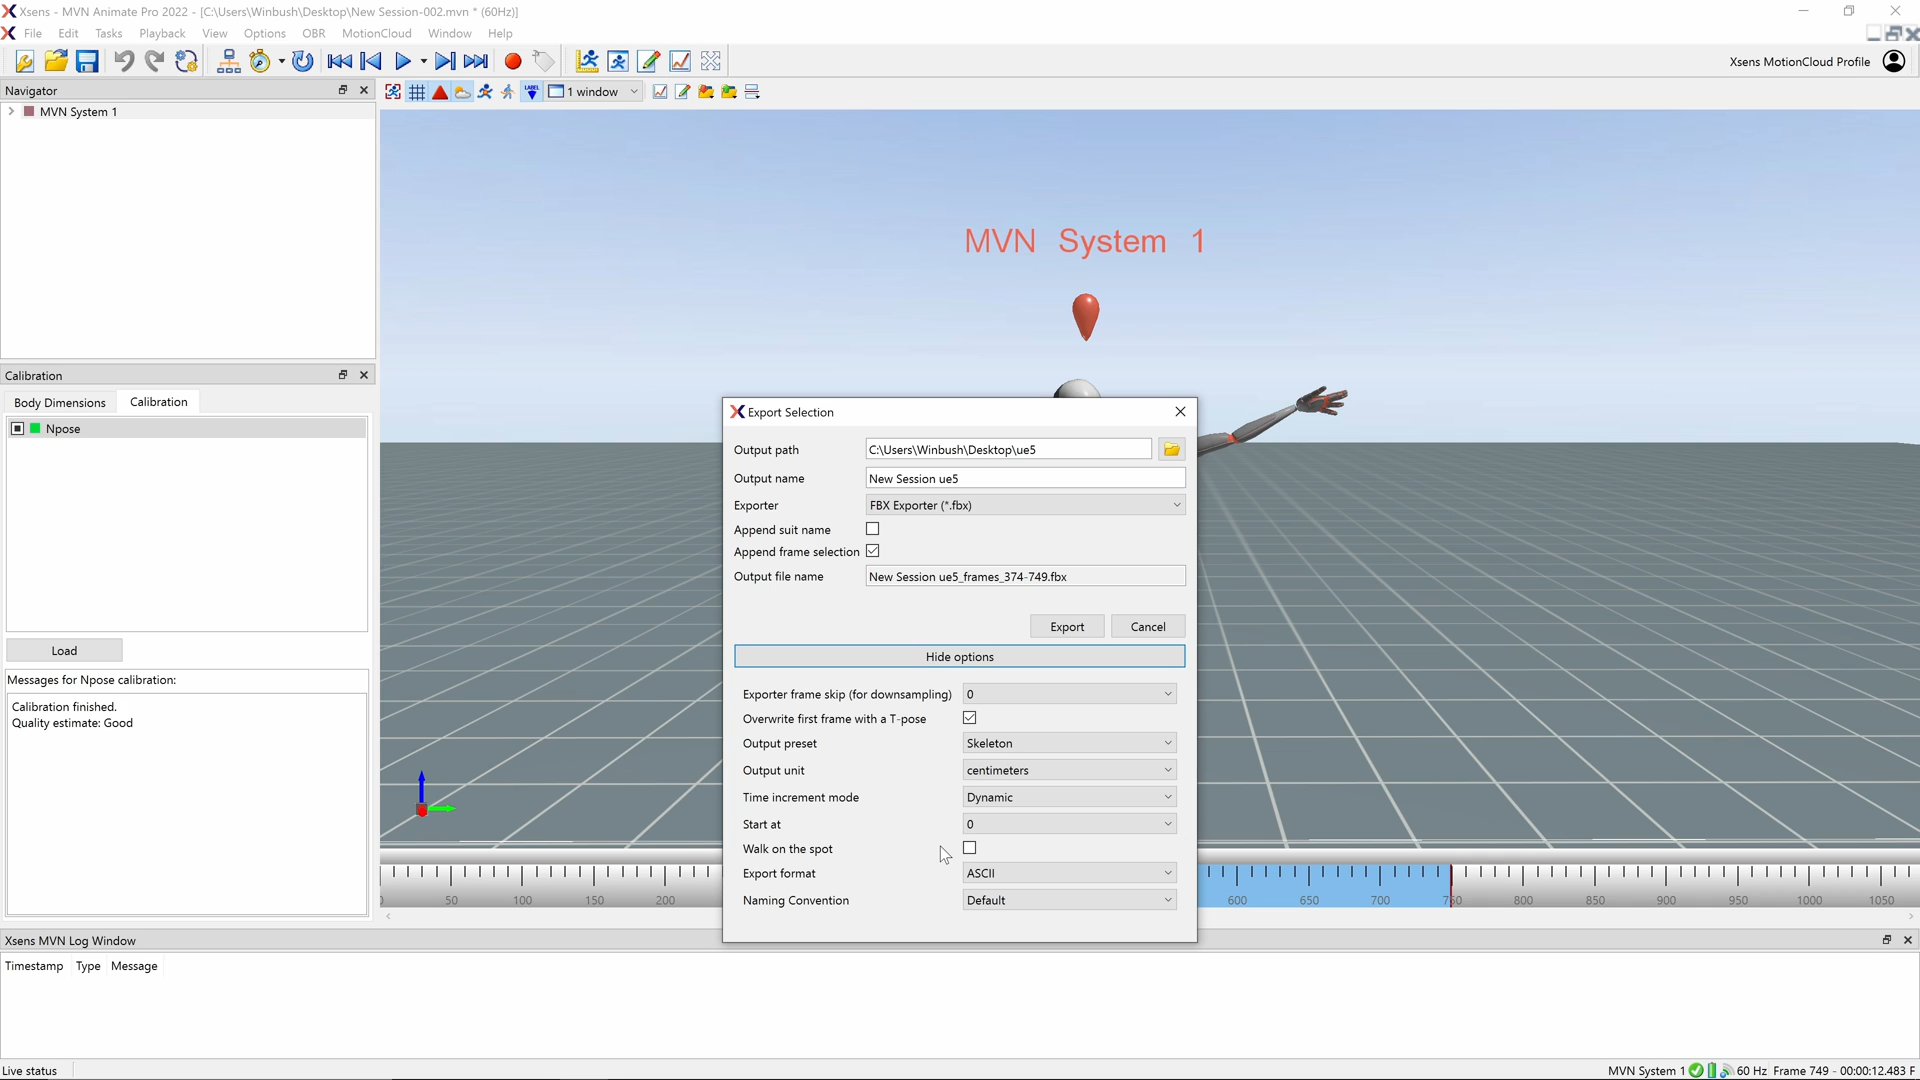 Xsens - MVN Animate Pro 2022 - [C:\Users\Winbush\Desktop\New Session-002.mvn * (60Hz)]
File Edit Tasks Playback View Options OBR MotionCloud Window Help
Xsens MotionCloud Profile
Navigator
LABEL
1 window
MVN System 1
MVN System 1
Calibration
Body Dimensions Calibration
Npose
Load
Messages for Npose calibration:
Calibration finished.
Quality estimate: Good
Export Selection
Output path C:\Users\Winbush\Desktop\ue5
Output name New Session ue5
Exporter FBX Exporter (*.fbx)
Append suit name
Append frame selection
Output file name New Session ue5_frames_374-749.fbx
Export Cancel
Hide options
Exporter frame skip (for downsampling) 0
Overwrite first frame with a T-pose
Output preset Skeleton
Output unit centimeters
Time increment mode Dynamic
Start at 0
Walk on the spot
Export format ASCII
Naming Convention Default
50 100 150 200 600 650 700 750 800 850 900 950 1000 1050
Xsens MVN Log Window
Timestamp Type Message
Live status
MVN System 1 60 Hz Frame 749 - 00:00:12.483 F